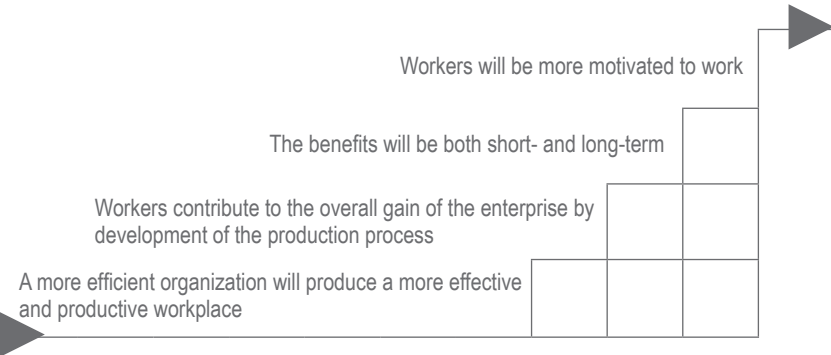 Workers will be more motivated to work
The benefits will be both short- and long-term
Workers contribute to the overall gain of the enterprise by
development of the production process
A more efficient organization will produce a more effective
and productive workplace